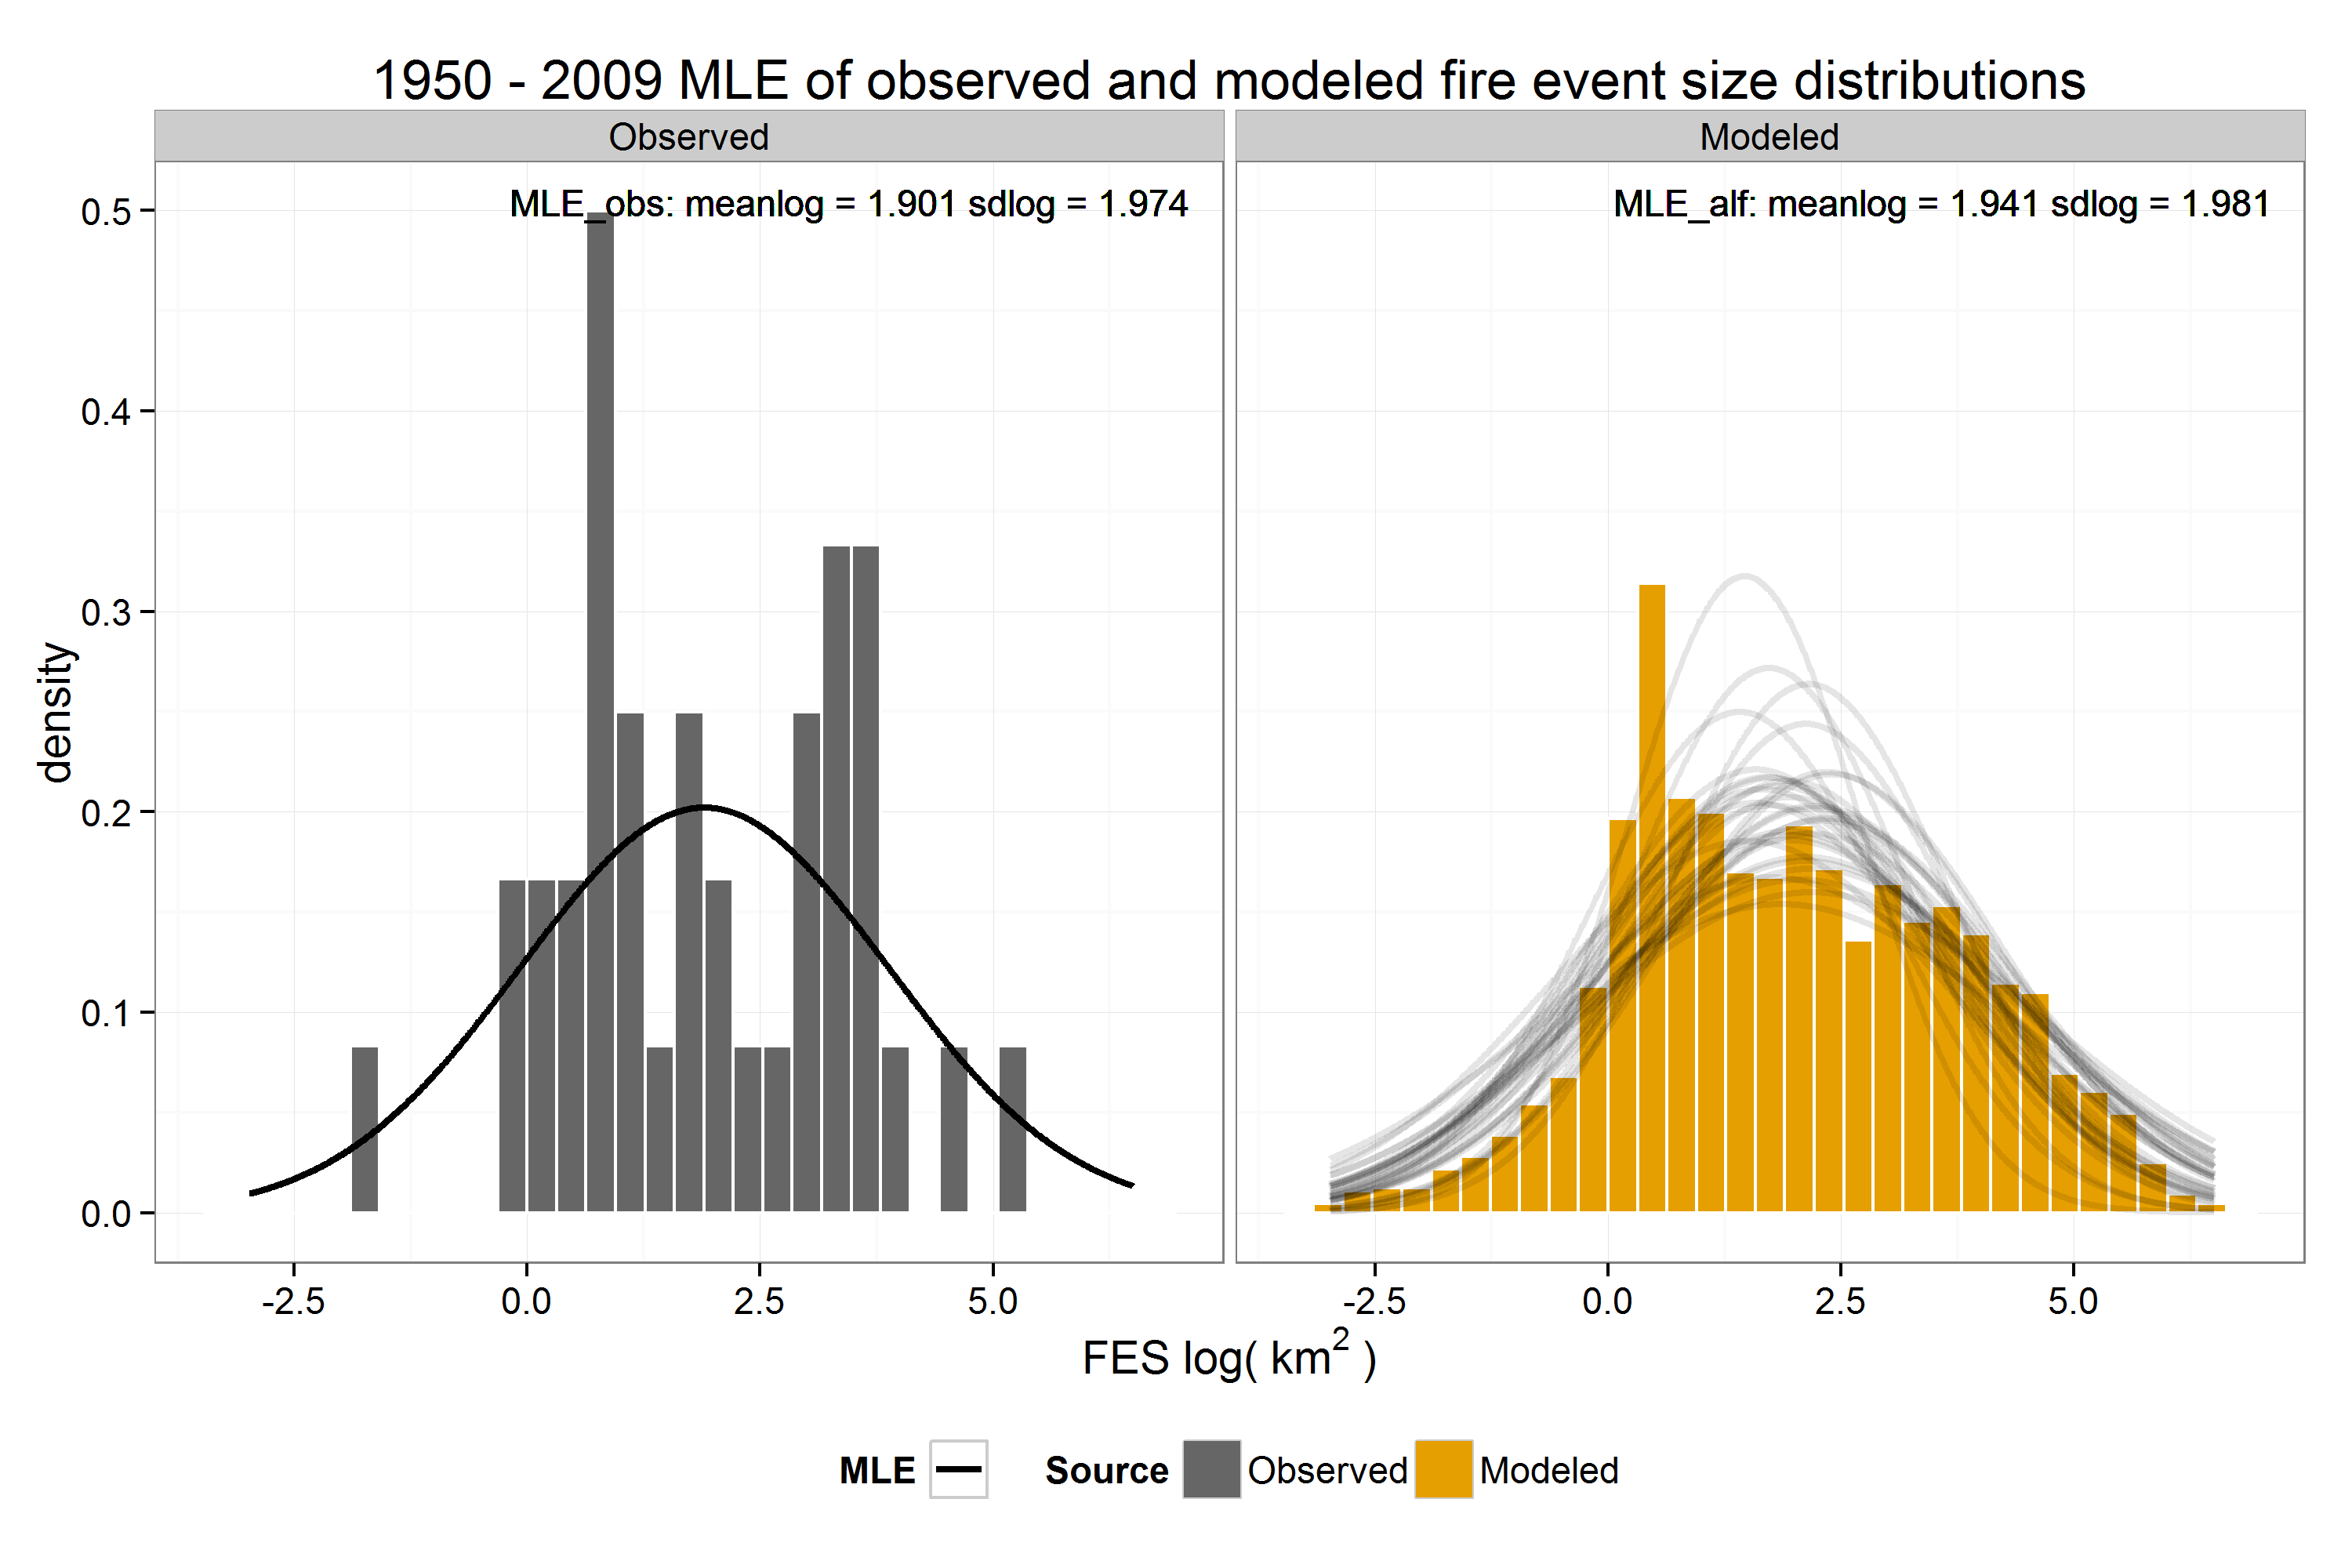 1950 - 2009 MLE of observed and modeled fire event size distributions
Observed
Modeled
MLE_obs: meanlog = 1.901 sdlog = 1.974
MLE_alf: meanlog = 1.941 sdlog = 1.981
density
0.5
0.4
0.3
0.2
0.1
0.0
-2.5 0.0 2.5 5.0
-2.5 0.0 2.5 5.0
FES log( km² )
MLE Source Observed Modeled